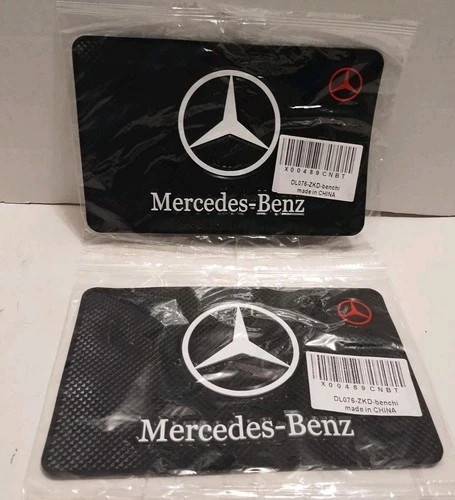 X00489CNBT
DL076-ZKD-benchi
made in CHINA
Mercedes-Benz
X00489CNBT
DL076-ZKD-benchi
made in CHINA
Mercedes-Benz